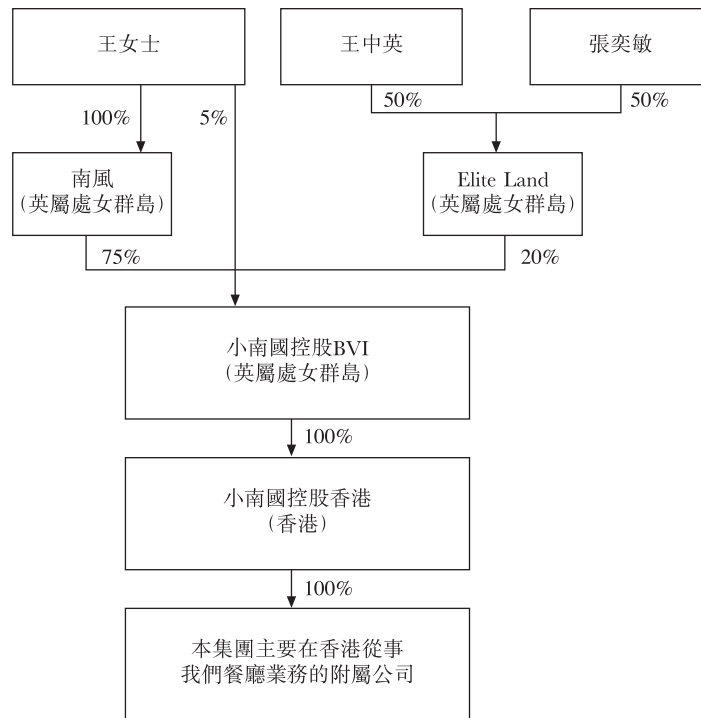 王女士
王中英
張奕敏
100%
5%
50%
50%
南風
(英屬處女群島)
Elite Land
(英屬處女群島)
75%
20%
小南國控股BVI
(英屬處女群島)
100%
小南國控股香港
(香港)
100%
本集團主要在香港從事
我們餐廳業務的附屬公司